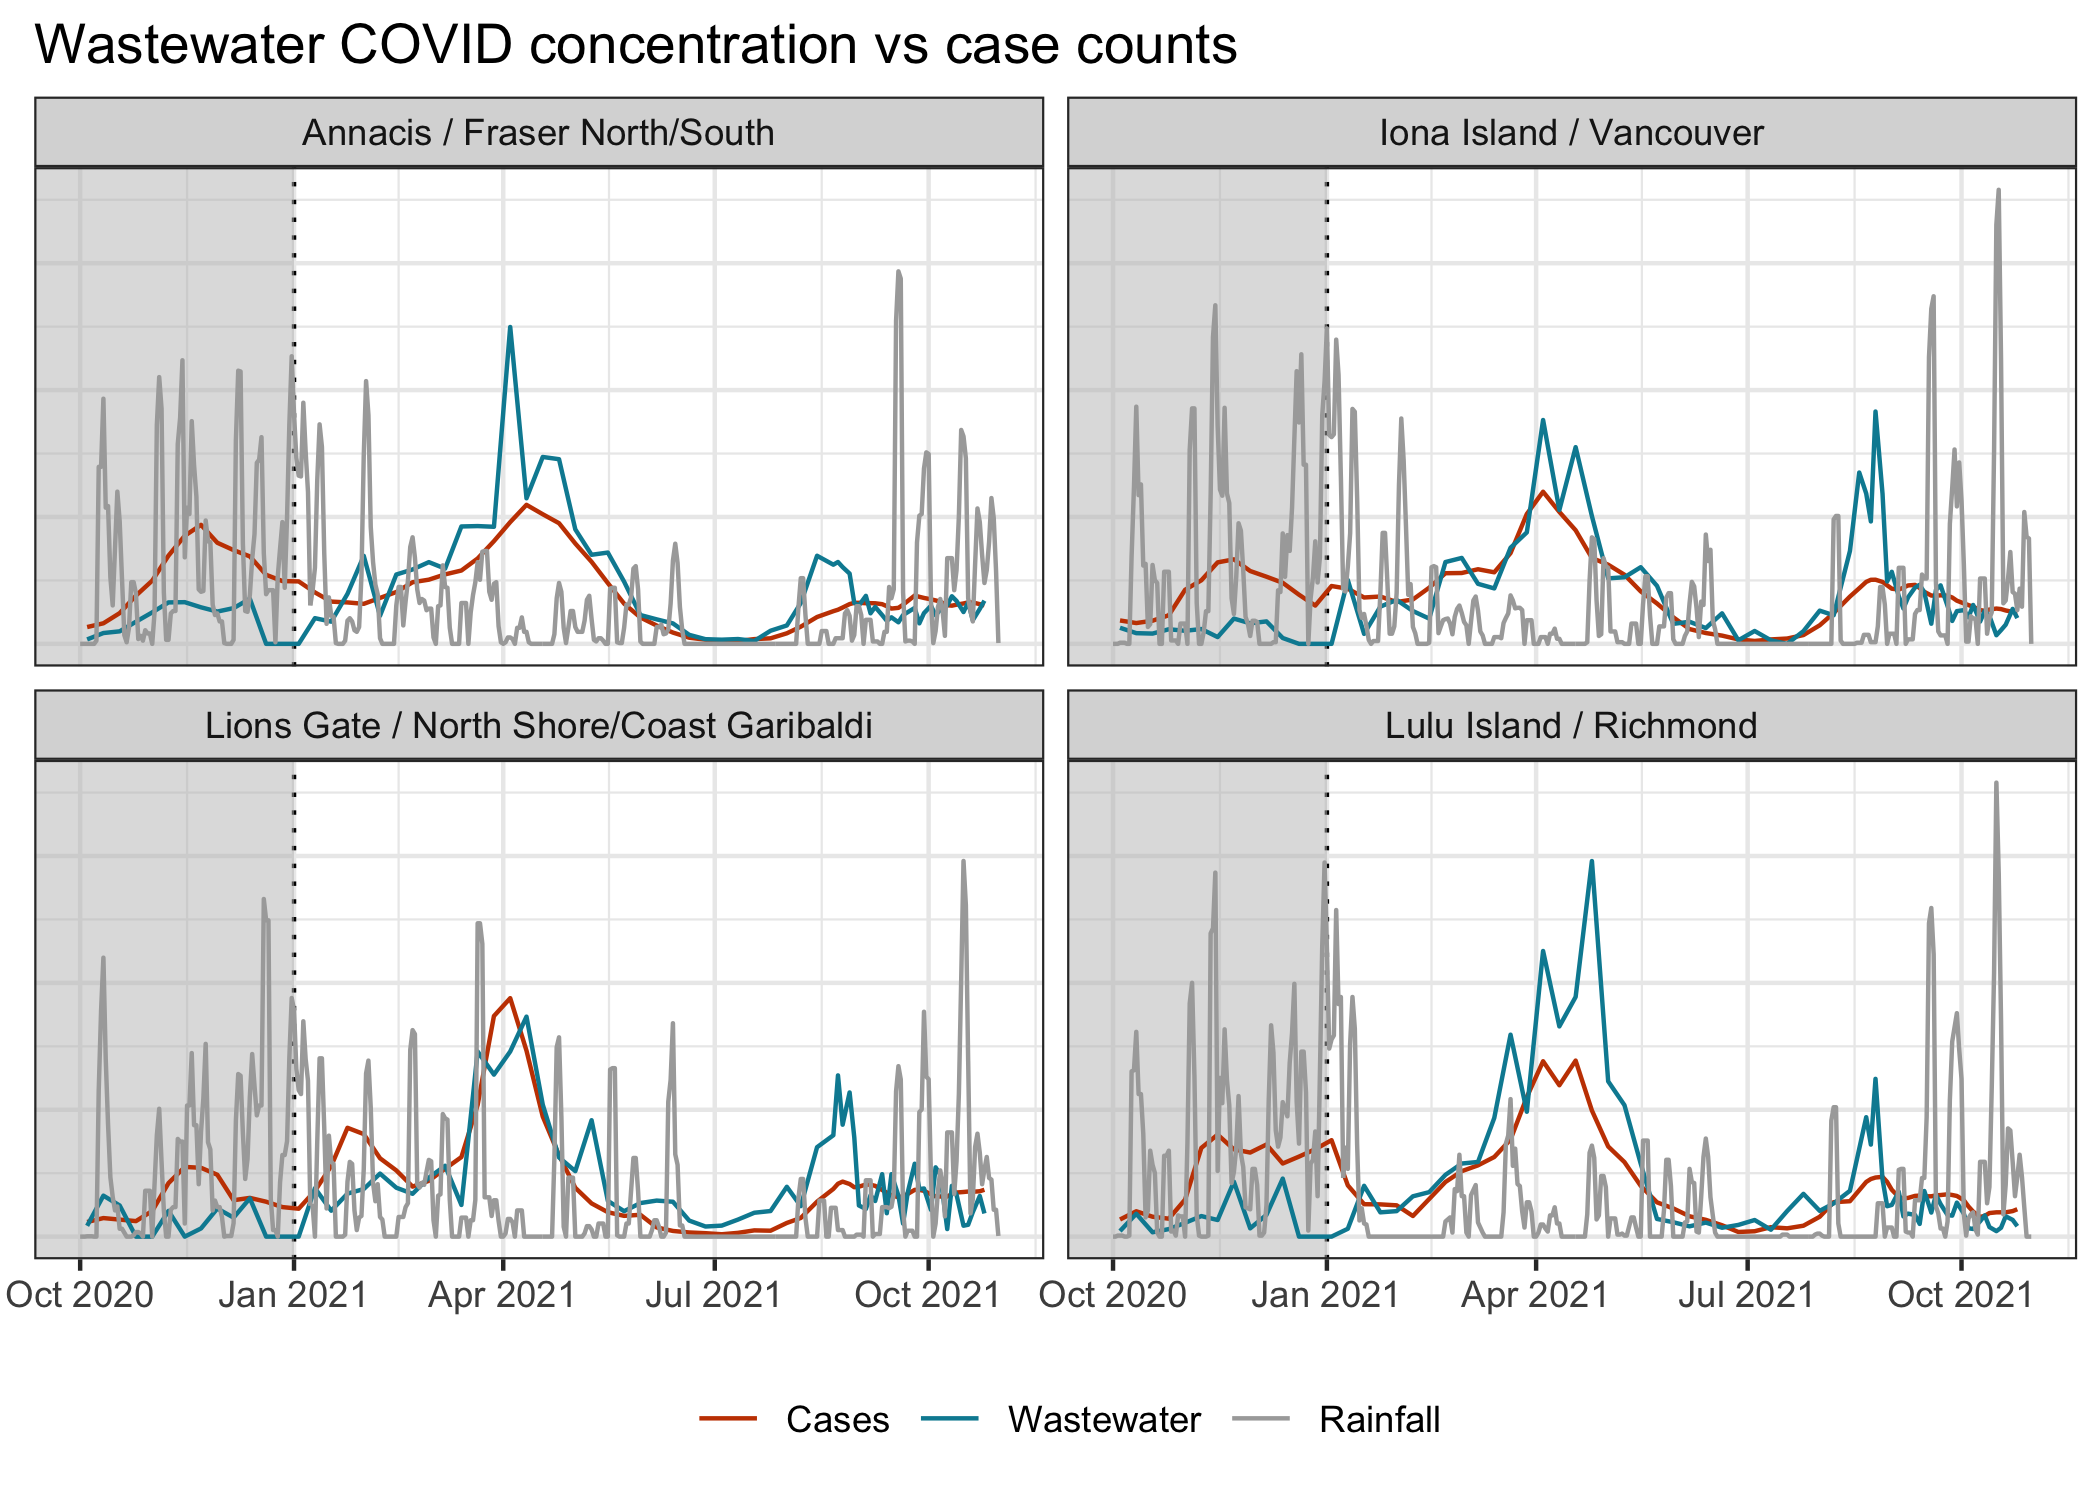 Wastewater COVID concentration vs case counts
Annacis / Fraser North/South
Iona Island / Vancouver
Lions Gate / North Shore/Coast Garibaldi
Lulu Island / Richmond
Oct 2020 Jan 2021 Apr 2021 Jul 2021 Oct 2021 Oct 2020 Jan 2021 Apr 2021 Jul 2021 Oct 2021
Cases Wastewater Rainfall